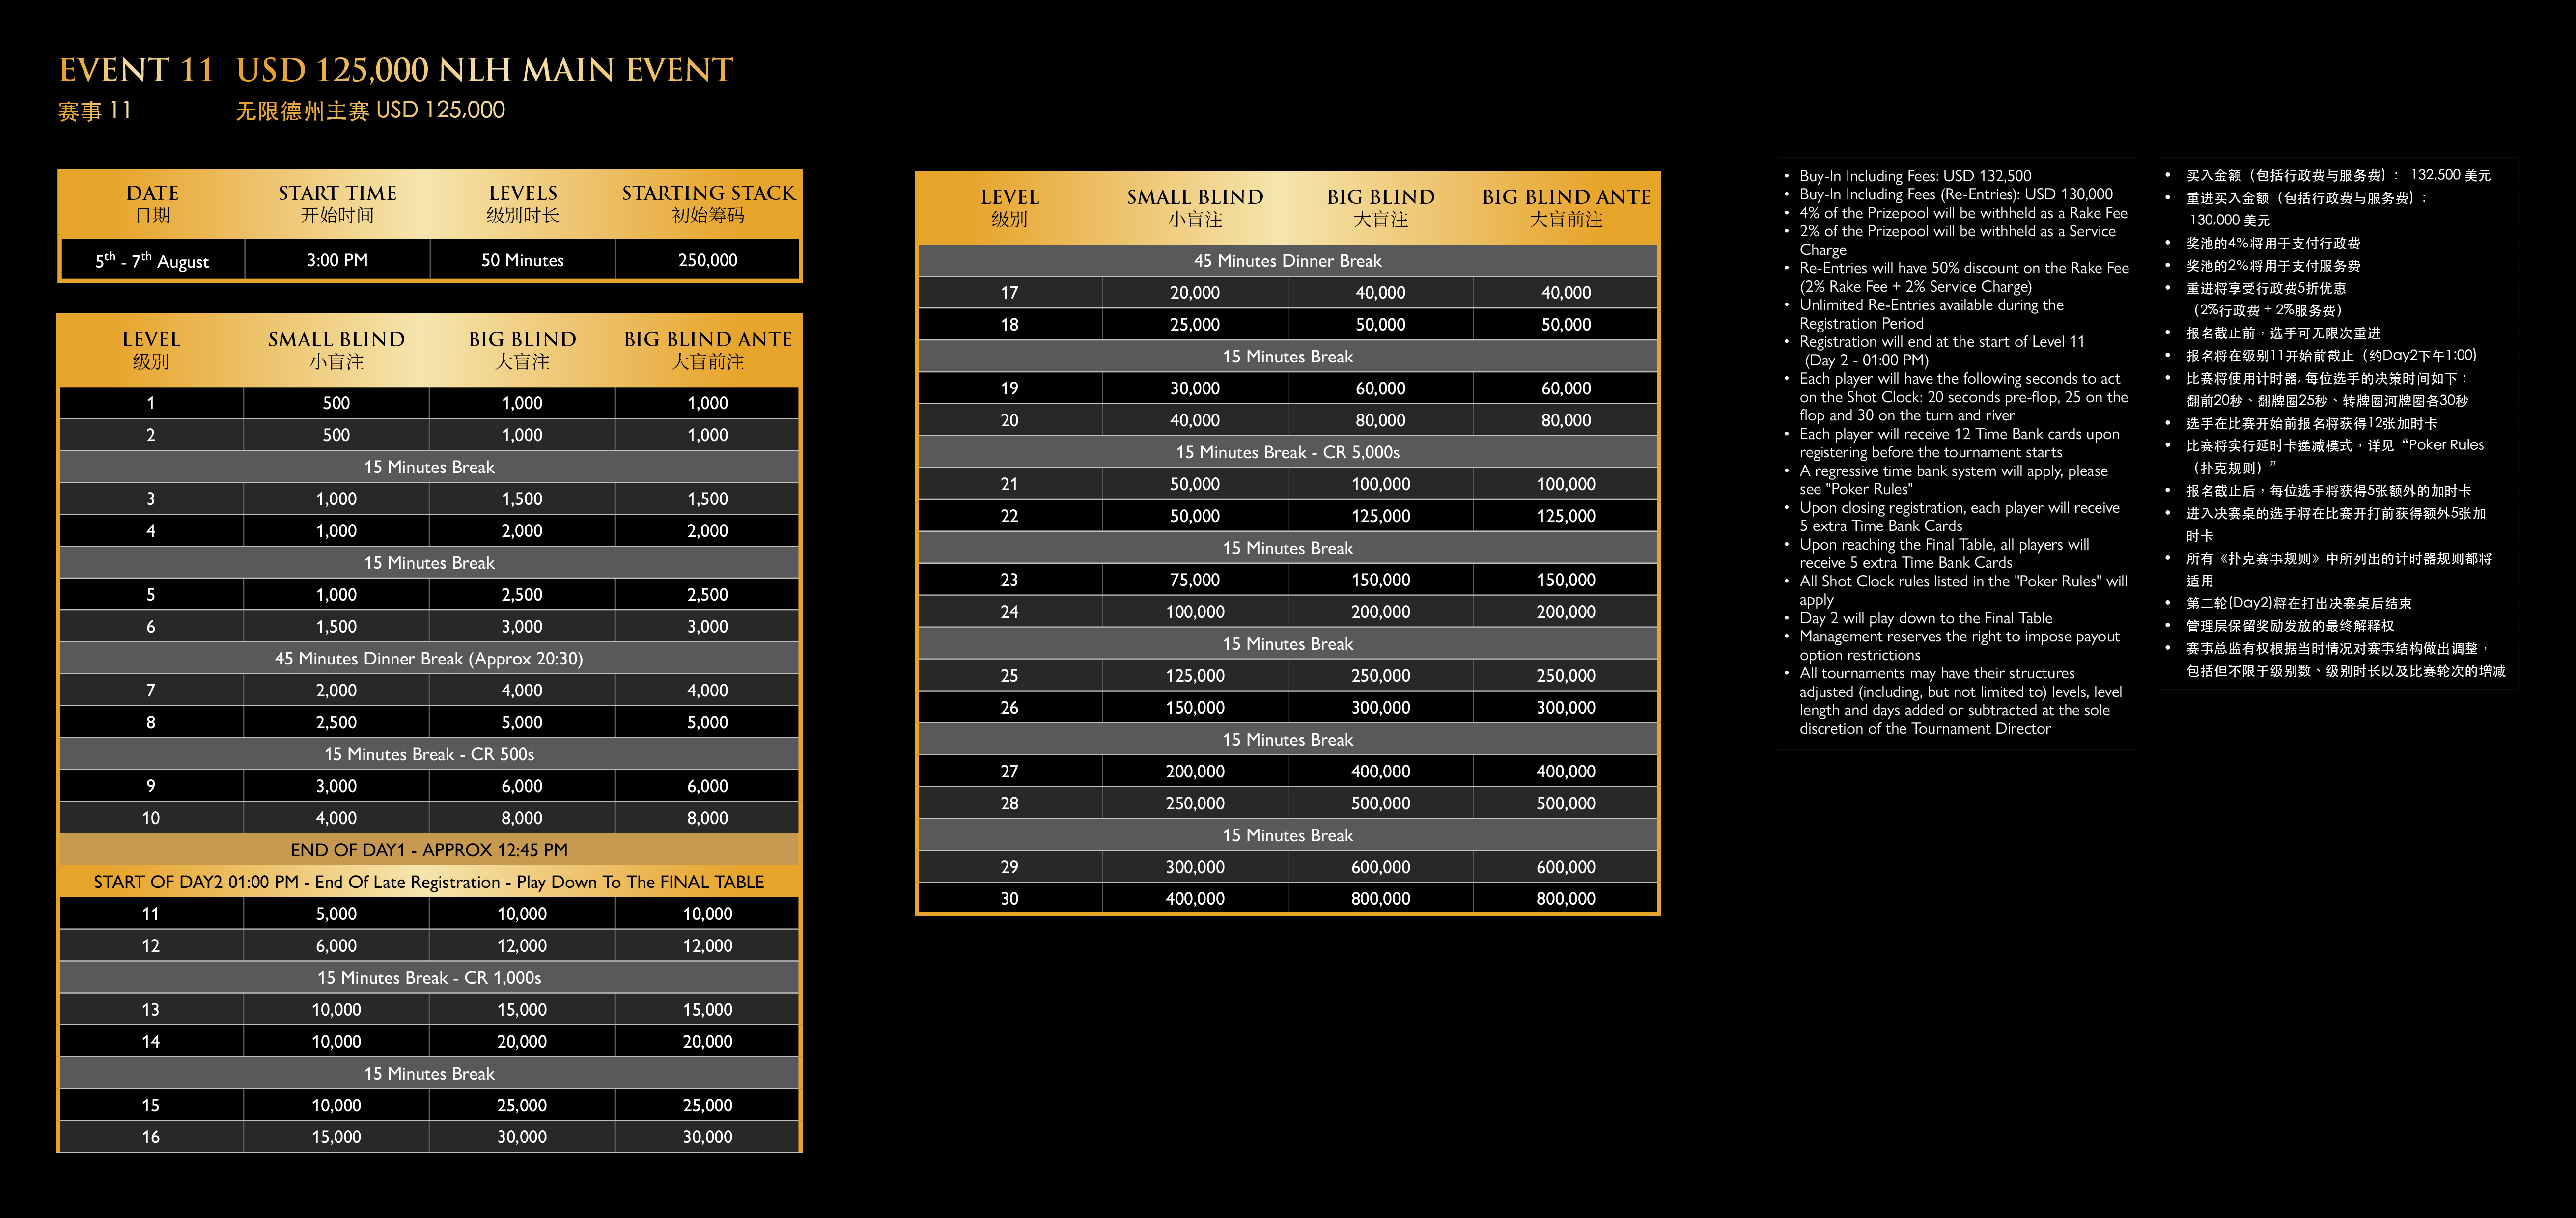 EVENT 11 USD 125,000 NLH MAIN EVENT
赛事 11 无限德州主赛 USD 125,000
DATE START TIME LEVELS STARTING STACK
日期 开始时间 级别时长 初始筹码
5th - 7th August 3:00 PM 50 Minutes 250,000
LEVEL SMALL BLIND BIG BLIND BIG BLIND ANTE
级别 小盲注 大盲注 大盲前注
1 500 1,000 1,000
2 500 1,000 1,000
15 Minutes Break
3 1,000 1,500 1,500
4 1,000 2,000 2,000
15 Minutes Break
5 1,000 2,500 2,500
6 1,500 3,000 3,000
45 Minutes Dinner Break (Approx 20:30)
7 2,000 4,000 4,000
8 2,500 5,000 5,000
15 Minutes Break - CR 500s
9 3,000 6,000 6,000
10 4,000 8,000 8,000
END OF DAY1 - APPROX 12:45 PM
START OF DAY2 01:00 PM - End Of Late Registration - Play Down To The FINAL TABLE
11 5,000 10,000 10,000
12 6,000 12,000 12,000
15 Minutes Break - CR 1,000s
13 10,000 15,000 15,000
14 10,000 20,000 20,000
15 Minutes Break
15 10,000 25,000 25,000
16 15,000 30,000 30,000
LEVEL SMALL BLIND BIG BLIND BIG BLIND ANTE
级别 小盲注 大盲注 大盲前注
45 Minutes Dinner Break
17 20,000 40,000 40,000
18 25,000 50,000 50,000
15 Minutes Break
19 30,000 60,000 60,000
20 40,000 80,000 80,000
15 Minutes Break - CR 5,000s
21 50,000 100,000 100,000
22 50,000 125,000 125,000
15 Minutes Break
23 75,000 150,000 150,000
24 100,000 200,000 200,000
15 Minutes Break
25 125,000 250,000 250,000
26 150,000 300,000 300,000
15 Minutes Break
27 200,000 400,000 400,000
28 250,000 500,000 500,000
15 Minutes Break
29 300,000 600,000 600,000
30 400,000 800,000 800,000
• Buy-In Including Fees: USD 132,500
• Buy-In Including Fees (Re-Entries): USD 130,000
• 4% of the Prizepool will be withheld as a Rake Fee
• 2% of the Prizepool will be withheld as a Service
Charge
• Re-Entries will have 50% discount on the Rake Fee
(2% Rake Fee + 2% Service Charge)
• Unlimited Re-Entries available during the
Registration Period
• Registration will end at the start of Level 11
(Day 2 - 01:00 PM)
• Each player will have the following seconds to act
on the Shot Clock: 20 seconds pre-flop, 25 on the
flop and 30 on the turn and river
• Each player will receive 12 Time Bank cards upon
registering before the tournament starts
• A regressive time bank system will apply, please
see "Poker Rules"
• Upon closing registration, each player will receive
5 extra Time Bank Cards
• Upon reaching the Final Table, all players will
receive 5 extra Time Bank Cards
• All Shot Clock rules listed in the "Poker Rules" will
apply
• Day 2 will play down to the Final Table
• Management reserves the right to impose payout
option restrictions
• All tournaments may have their structures
adjusted (including, but not limited to) levels, level
length and days added or subtracted at the sole
discretion of the Tournament Director
• 买入金额（包括行政费与服务费）： 132,500 美元
• 重进买入金额（包括行政费与服务费）：
130,000 美元
• 奖池的4%将用于支付行政费
• 奖池的2%将用于支付服务费
• 重进将享受行政费5折优惠
（2%行政费 + 2%服务费）
• 报名截止前，选手可无限次重进
• 报名将在级别11开始前截止（约Day2下午1:00)
• 比赛将使用计时器, 每位选手的决策时间如下：
翻前20秒、翻牌圈25秒、转牌圈河牌圈各30秒
• 选手在比赛开始前报名将获得12张加时卡
• 比赛将实行延时卡递减模式，详见 “Poker Rules
（扑克规则）”
• 报名截止后，每位选手将获得5张额外的加时卡
• 进入决赛桌的选手将在比赛开打前获得额外5张加
时卡
• 所有《扑克赛事规则》中所列出的计时器规则都将
适用
• 第二轮(Day2)将在打出决赛桌后结束
• 管理层保留奖励发放的最终解释权
• 赛事总监有权根据当时情况对赛事结构做出调整，
包括但不限于级别数、级别时长以及比赛轮次的增减